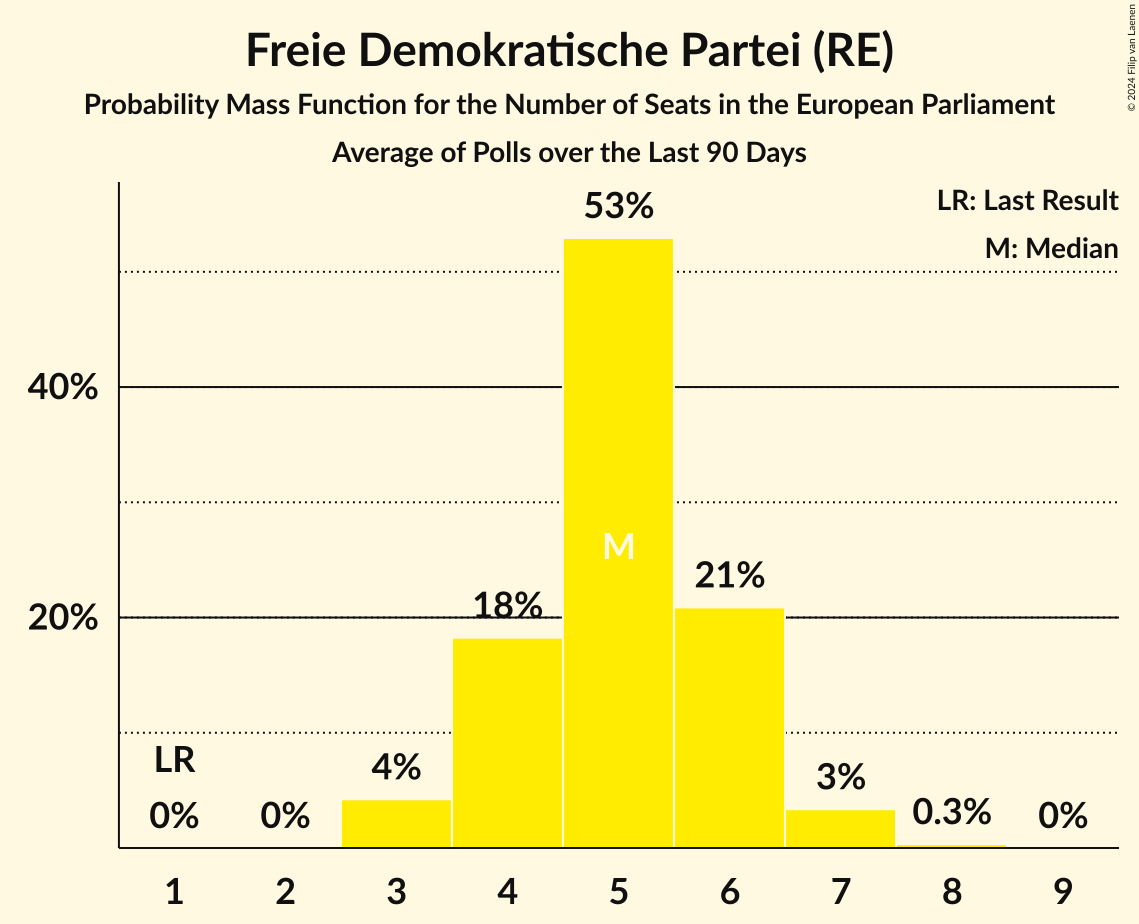 Freie Demokratische Partei (RE)
Probability Mass Function for the Number of Seats in the European Parliament
Average of Polls over the Last 90 Days
© 2024 Filip van Laenen
LR: Last Result
M: Median
53%
40%
M
21%
18%
20%
LR
4%
3%
0%
0%
0.3%
0%
1 2 3 4 5 6 7 8 9